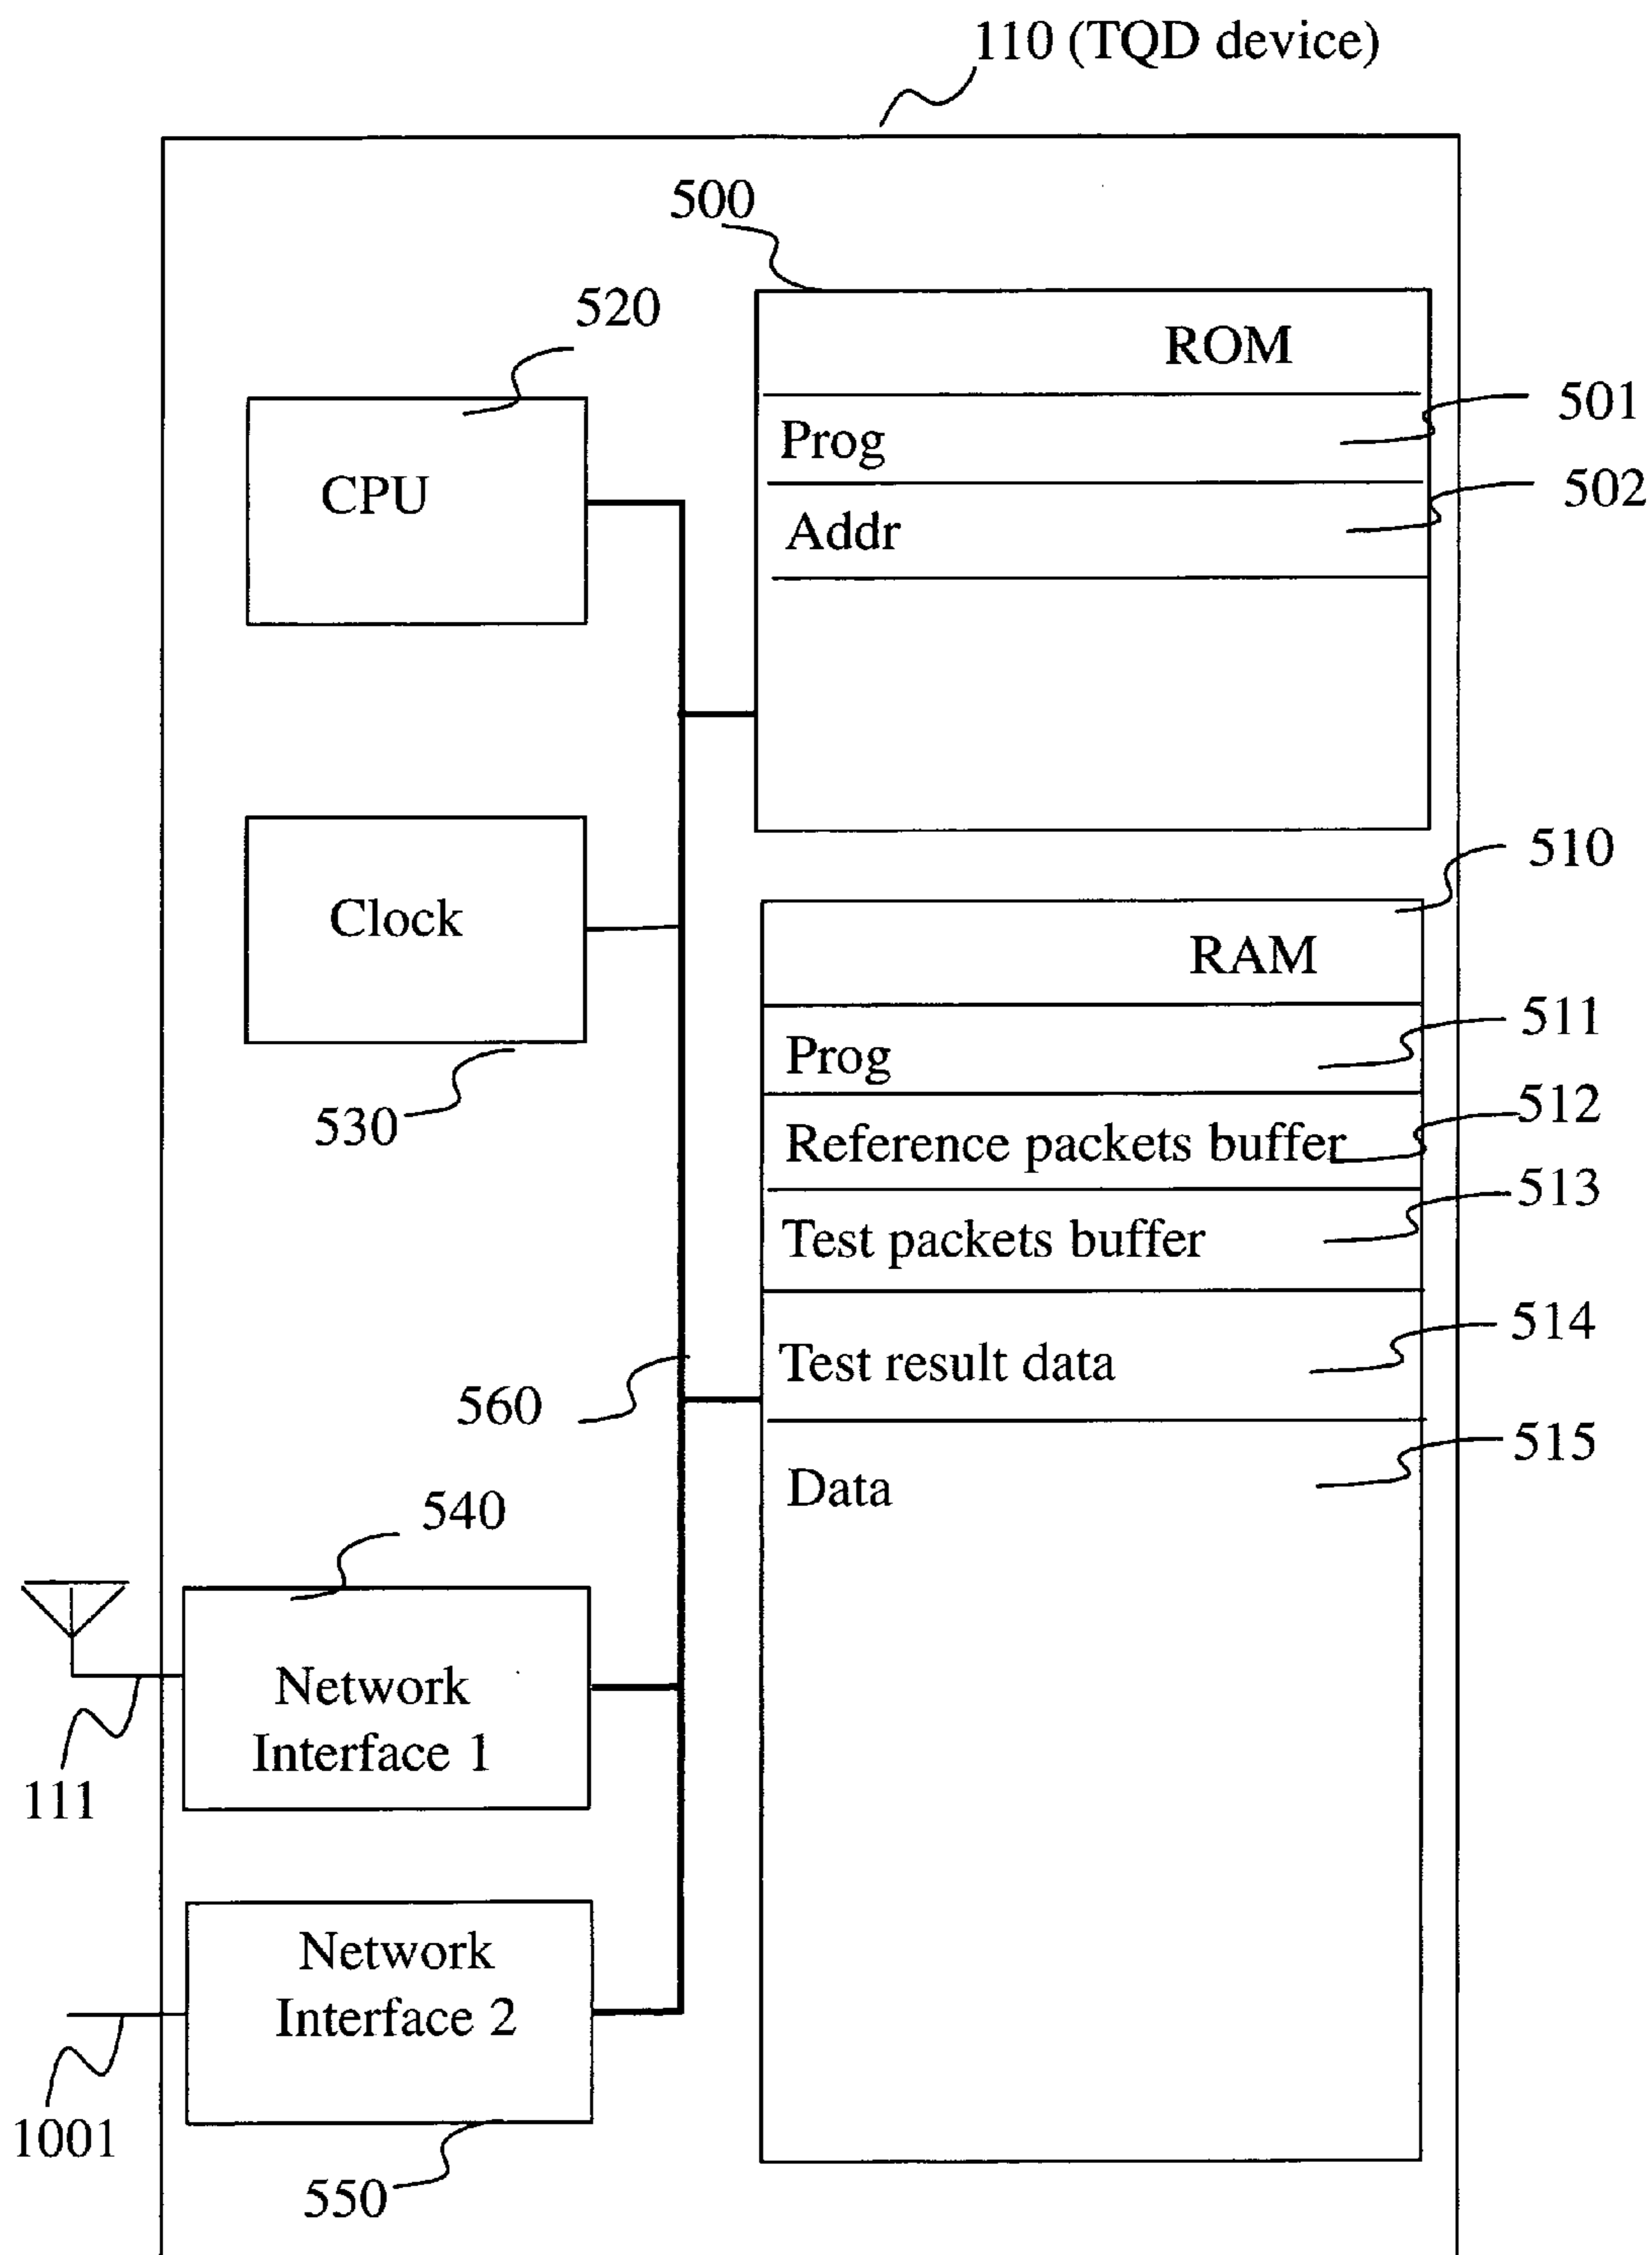 110 (TQD device)
500
520
ROM
501
Prog
502
CPU
Addr
510
Clock
RAM
511
Prog
530
512
Reference packets buffer
513
Test packets buffer
514
Test result data
560
515
Data
540
Network
Interface 1
111
Network
Interface 2
1001
550